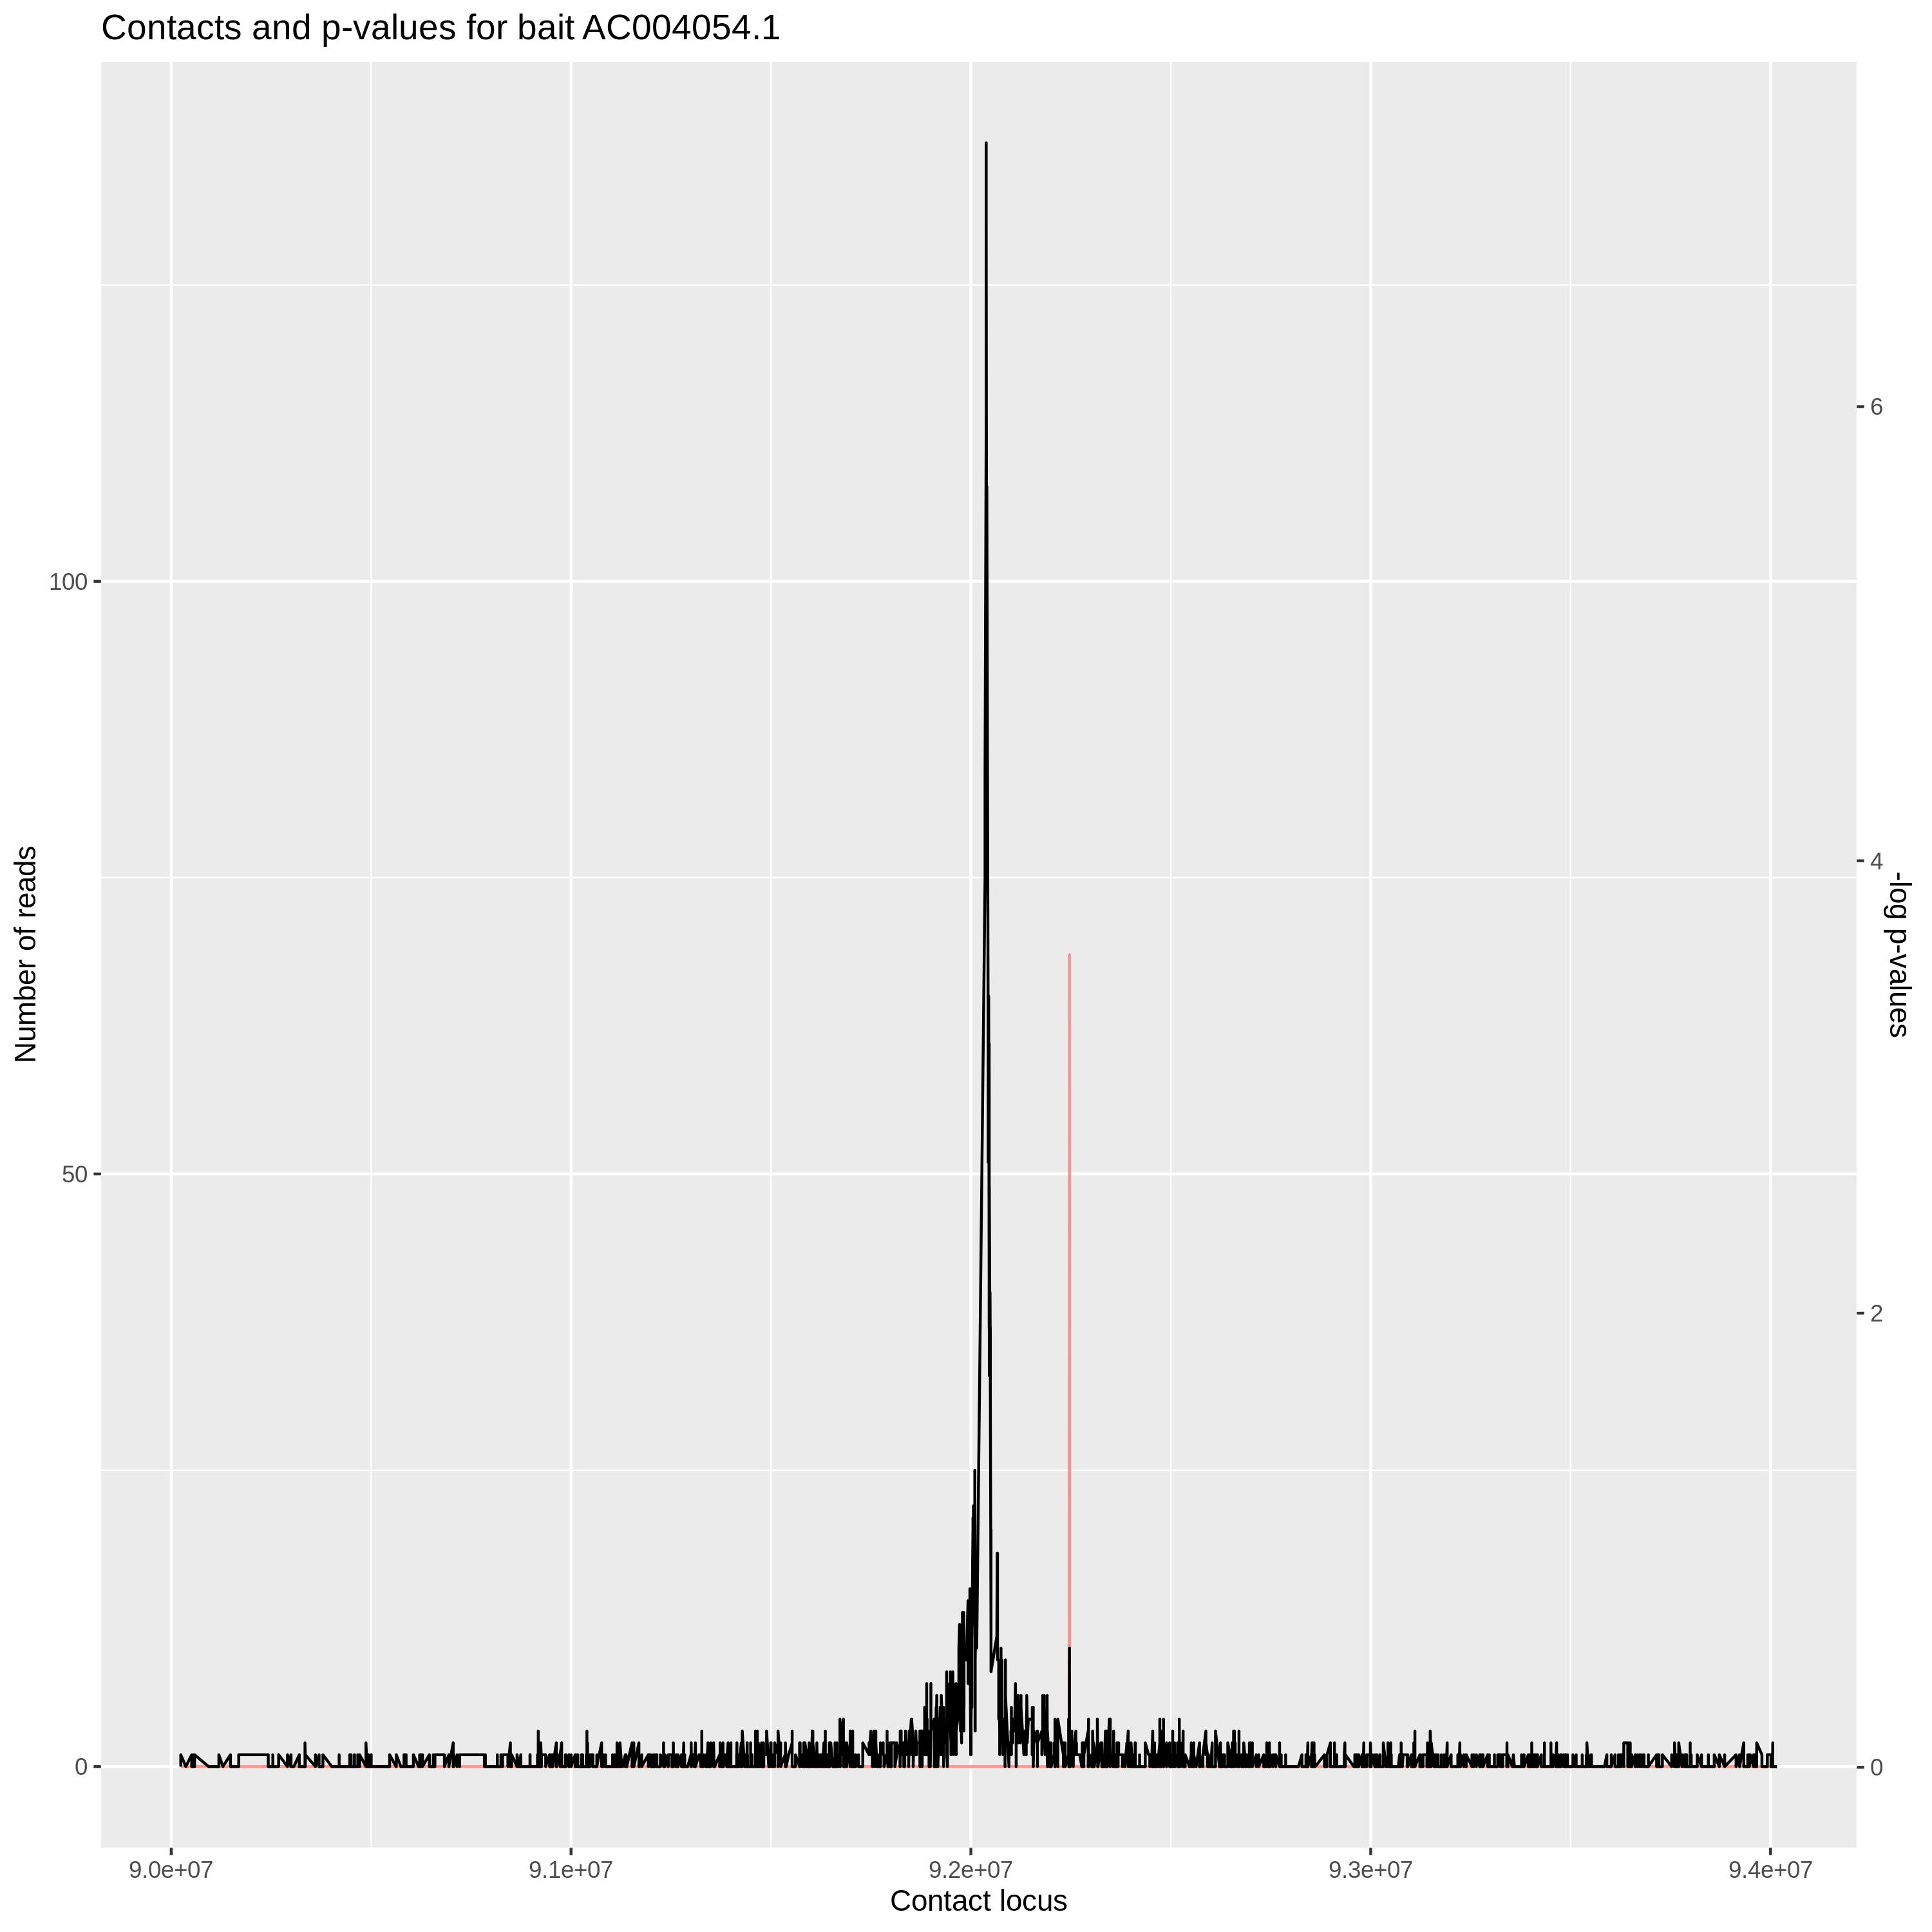 Contacts and p-values for bait AC004054.1
Number of reads
100
50
0
6
4
2
0
-log p-values
9.0e+07 9.1e+07 9.2e+07 9.3e+07 9.4e+07
Contact locus